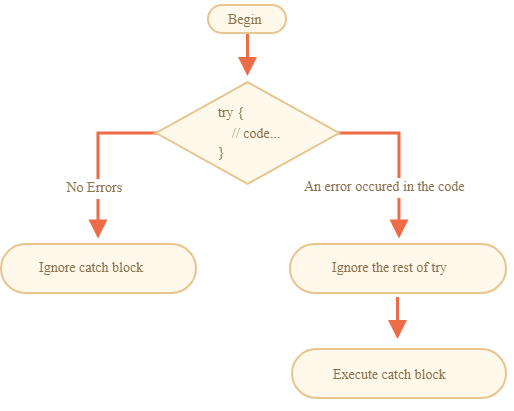 Begin
try {
// code...
}
No Errors
An error occured in the code
Ignore catch block
Ignore the rest of try
Execute catch block